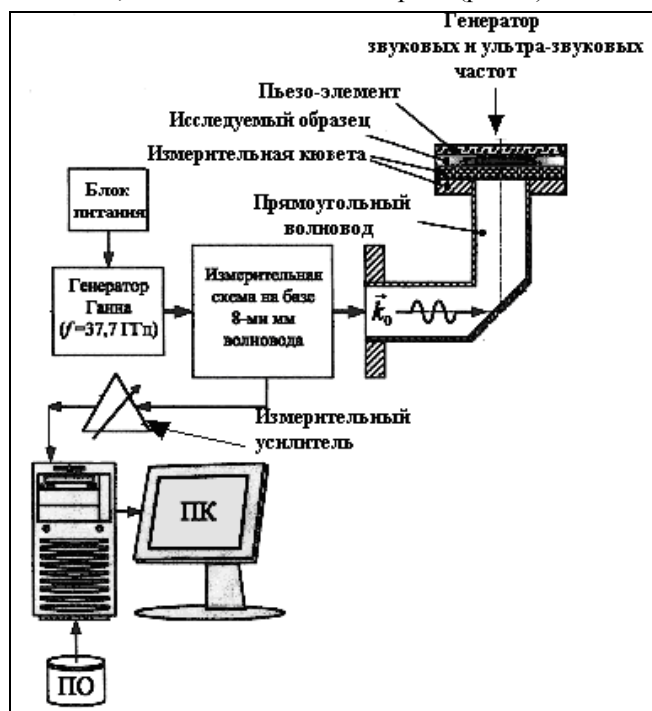 Генератор
звуковых и ультра-звуковых
частот
Пьезо-элемент
Исследуемый образец
Измерительная кювета
Прямоугольный
волновод
Блок
питания
Генератор
Ганна
(f=37,7 ГГц)
Измерительная
схема на базе
8-ми мм
волновода
k₀
Измерительный
усилитель
ПК
ПО